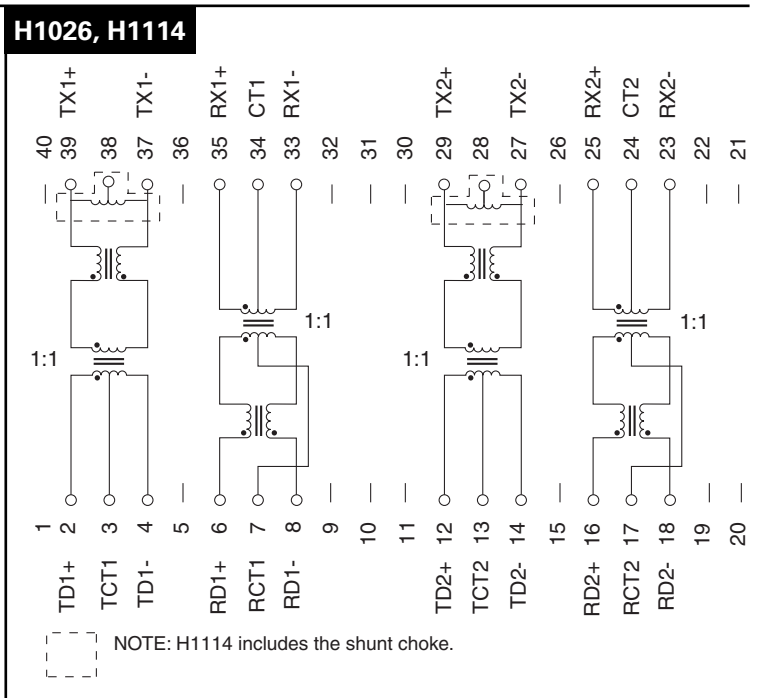 H1026, H1114
TX1+ TX1- RX1+ CT1 RX1- TX2+ TX2- RX2+ CT2 RX2-
40 39 38 37 36 35 34 33 32 31 30 29 28 27 26 25 24 23 22 21
1:1 1:1 1:1 1:1
1 2 3 4 5 6 7 8 9 10 11 12 13 14 15 16 17 18 19 20
TD1+ TCT1 TD1- RD1+ RCT1 RD1- TD2+ TCT2 TD2- RD2+ RCT2 RD2-
NOTE: H1114 includes the shunt choke.